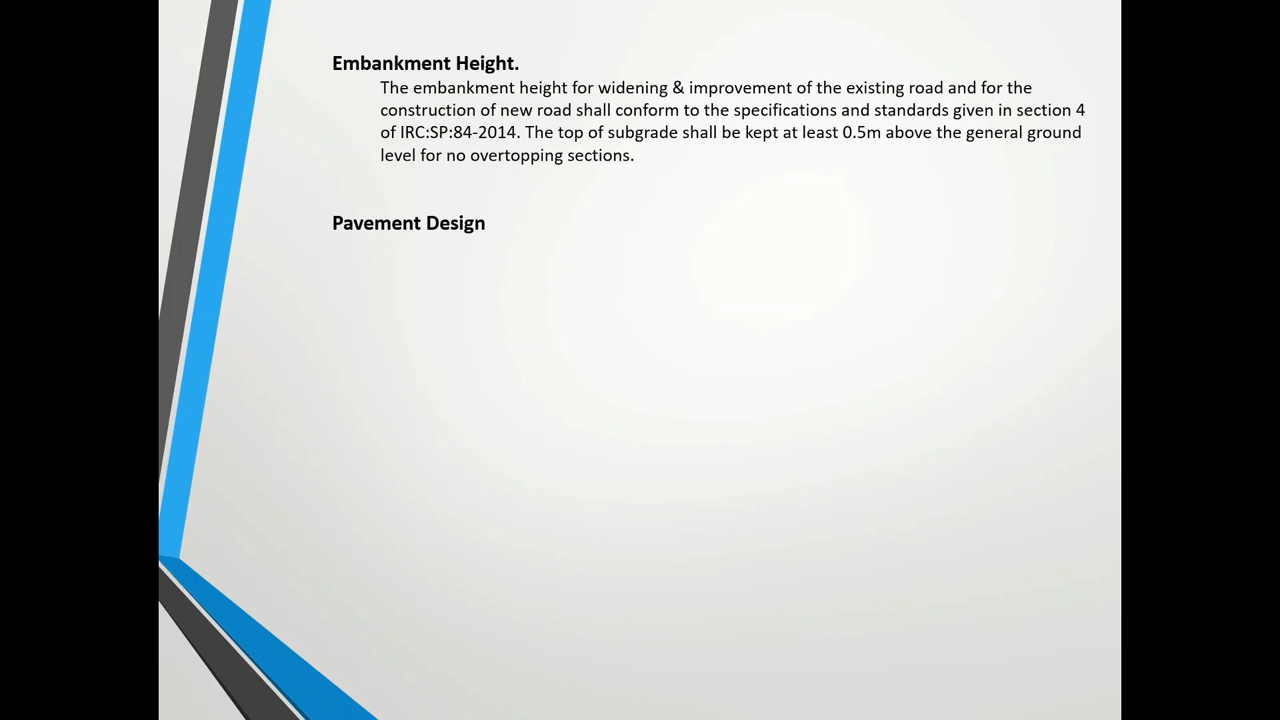 Embankment Height.
The embankment height for widening & improvement of the existing road and for the
construction of new road shall conform to the specifications and standards given in section 4
of IRC:SP:84-2014. The top of subgrade shall be kept at least 0.5m above the general ground
level for no overtopping sections.
Pavement Design